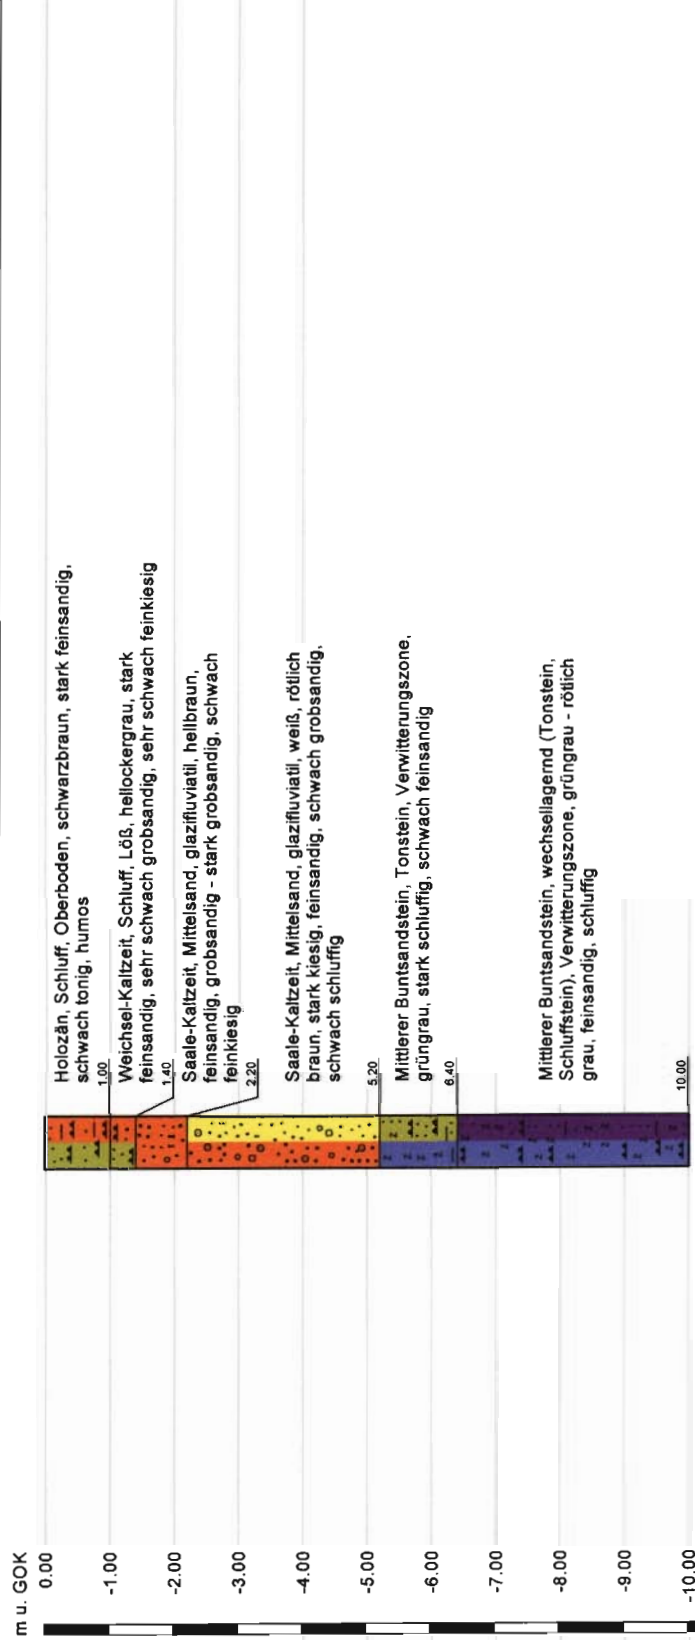 m u. GOK
0.00
-1.00
-2.00
-3.00
-4.00
-5.00
-6.00
-7.00
-8.00
-9.00
-10.00
Holozän, Schluff, Oberboden, schwarzbraun, stark feinsandig,
schwach tonig, humos
1.00
Weichsel-Kaltzeit, Schluff, Löß, hellockergrau, stark
feinsandig, sehr schwach grobsandig, sehr schwach feinkiesig
1.40
Saale-Kaltzeit, Mittelsand, glazifluviatil, hellbraun,
feinsandig, grobsandig - stark grobsandig, schwach
feinkiesig
2.20
Saale-Kaltzeit, Mittelsand, glazifluviatil, weiß, rötlich
braun, stark kiesig, feinsandig, schwach grobsandig,
schwach schluffig
5.20
Mittlerer Buntsandstein, Tonstein, Verwitterungszone,
grüngrau, stark schluffig, schwach feinsandig
6.40
Mittlerer Buntsandstein, wechsellagernd (Tonstein,
Schluffstein), Verwitterungszone, grüngrau - rötlich
grau, feinsandig, schluffig
10.00